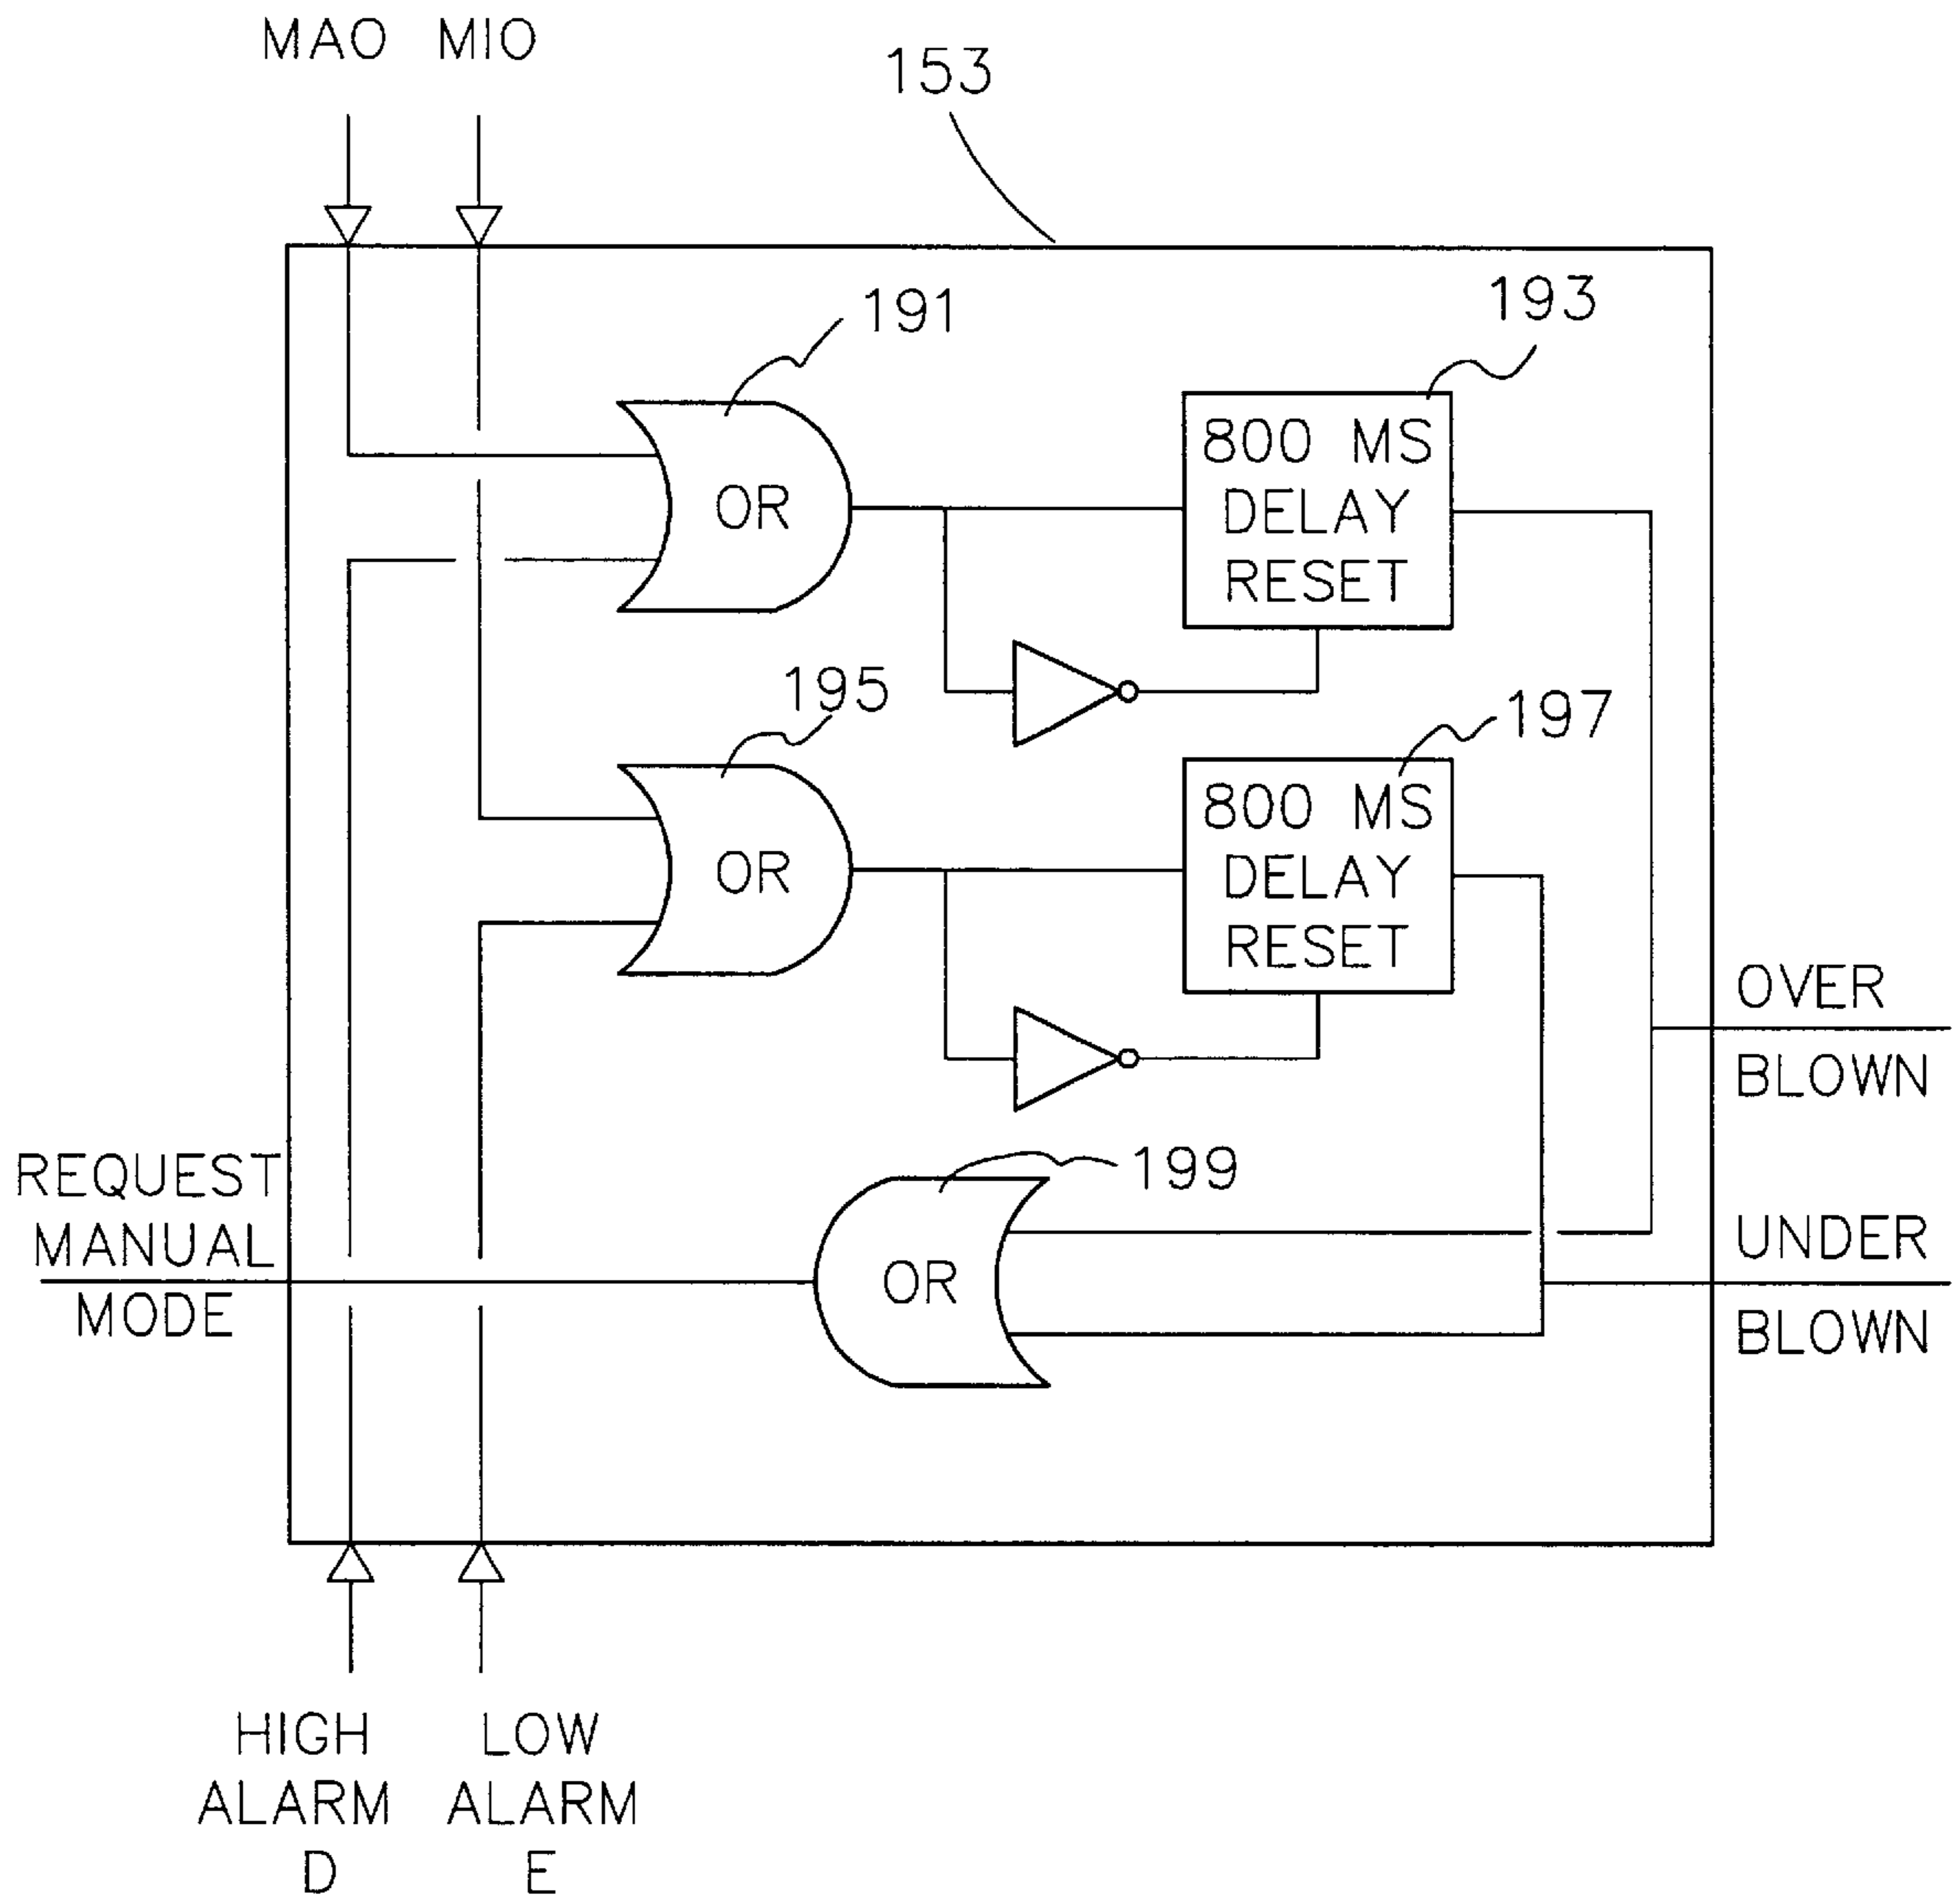 MAO MIO
153
191
193
OR
800 MS
DELAY
RESET
195
197
OR
800 MS
DELAY
RESET
OVER
BLOWN
REQUEST
MANUAL
MODE
199
OR
UNDER
BLOWN
HIGH
ALARM
D
LOW
ALARM
E